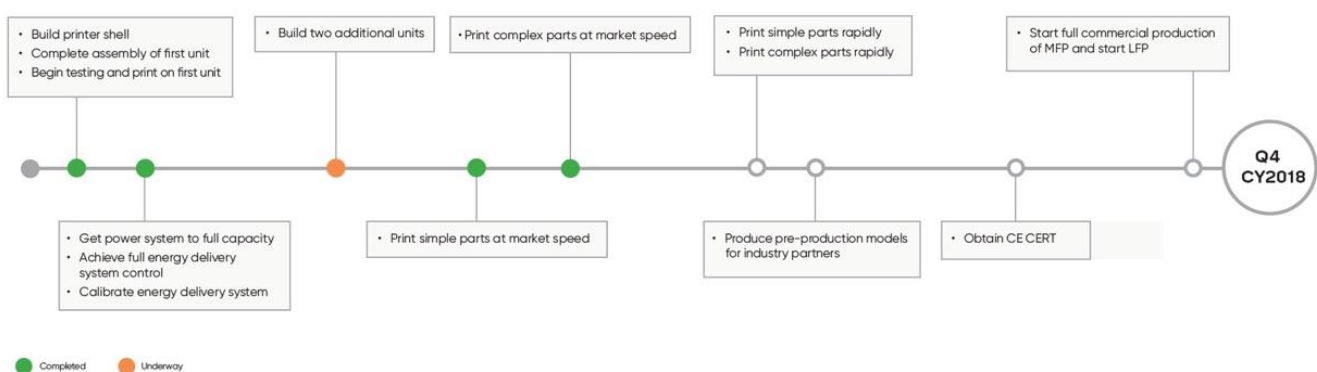 • Build printer shell
• Complete assembly of first unit
• Begin testing and print on first unit
• Build two additional units
• Print complex parts at market speed
• Print simple parts rapidly
• Print complex parts rapidly
• Start full commercial production
of MFP and start LFP
Q4
CY2018
• Get power system to full capacity
• Achieve full energy delivery
system control
• Calibrate energy delivery system
• Print simple parts at market speed
• Produce pre-production models
for industry partners
• Obtain CE CERT
Completed
Underway